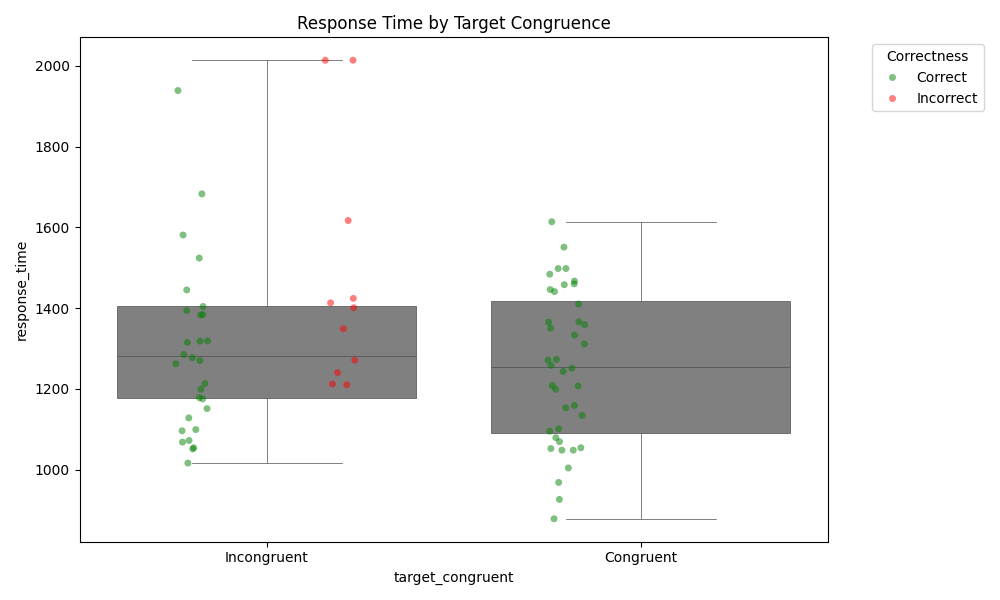 Response Time by Target Congruence
Correctness
Correct
Incorrect
response_time
2000
1800
1600
1400
1200
1000
Incongruent
Congruent
target_congruent